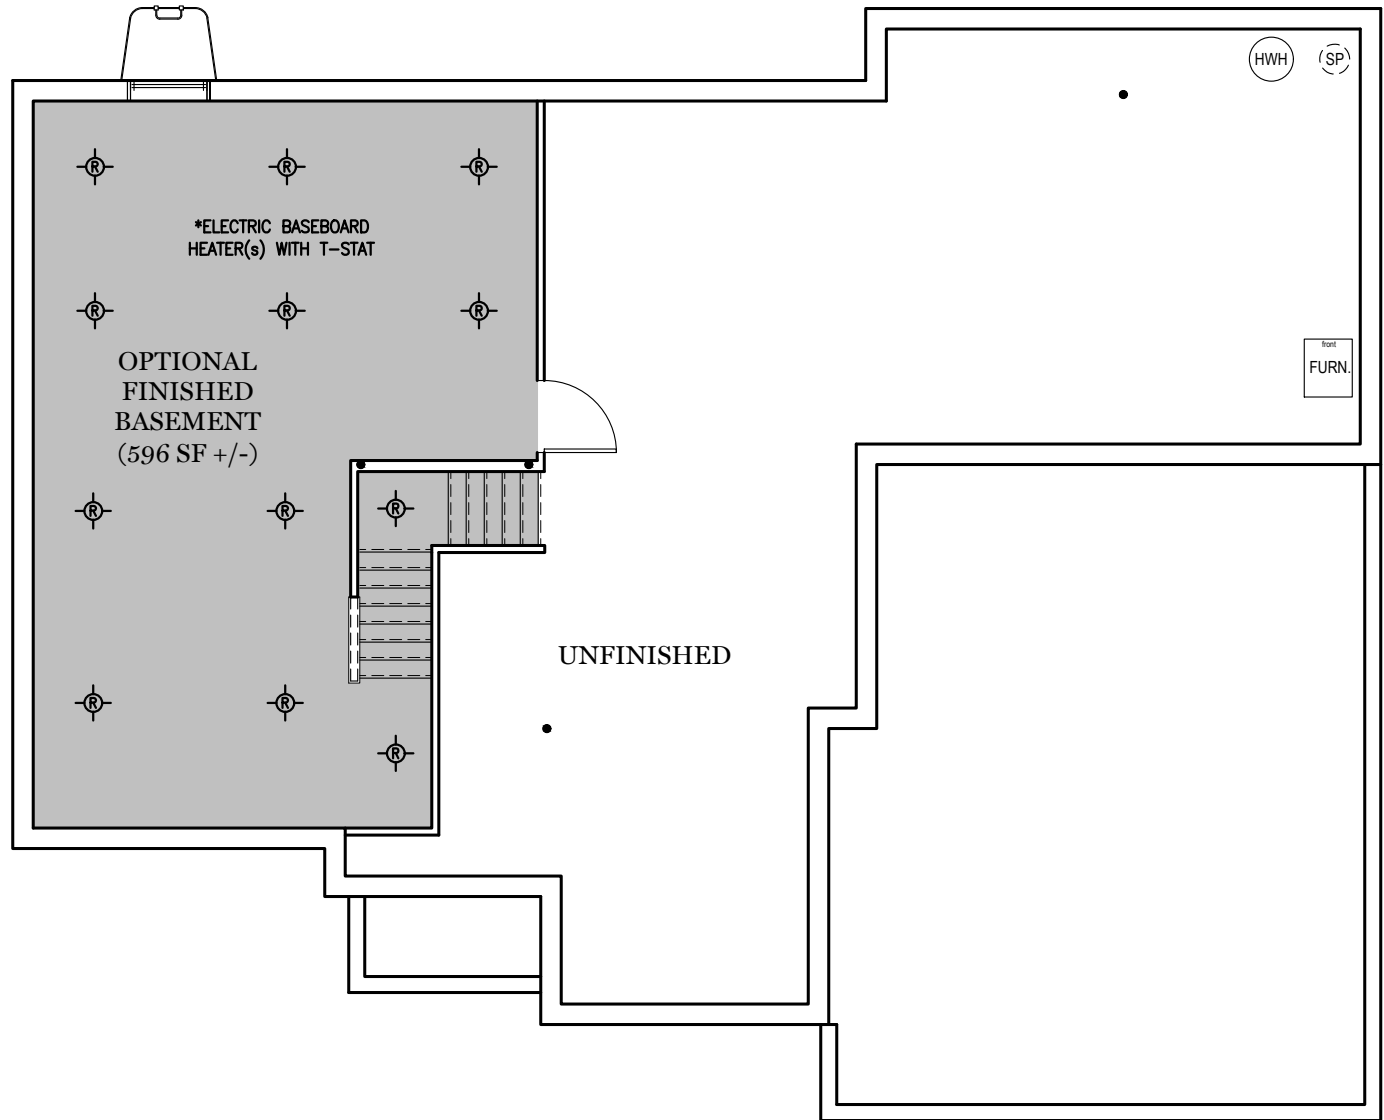 HWH
SP
R
R
R
*ELECTRIC BASEBOARD
HEATER(s) WITH T-STAT
R
R
R
front
FURN.
OPTIONAL
FINISHED
BASEMENT
(596 SF +/-)
R
R
R
UNFINISHED
R
R
R